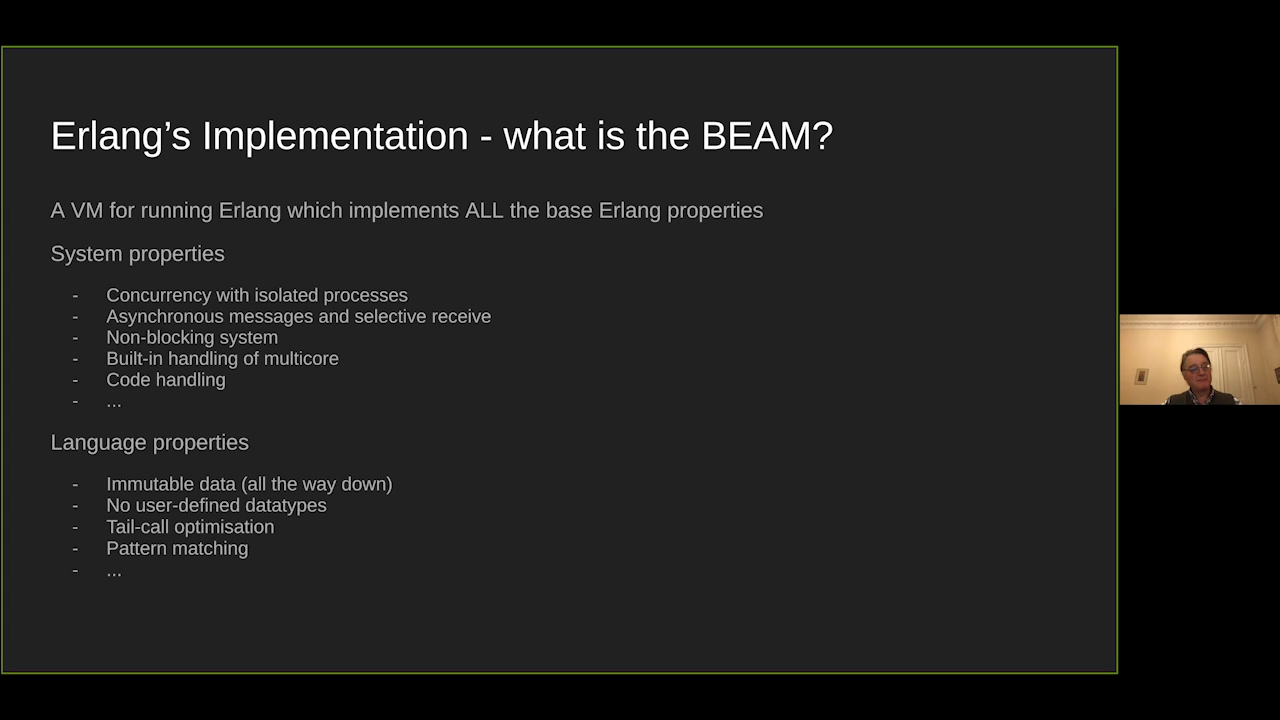 Erlang’s Implementation - what is the BEAM?
A VM for running Erlang which implements ALL the base Erlang properties
System properties
- Concurrency with isolated processes
- Asynchronous messages and selective receive
- Non-blocking system
- Built-in handling of multicore
- Code handling
- ...
Language properties
- Immutable data (all the way down)
- No user-defined datatypes
- Tail-call optimisation
- Pattern matching
- ...